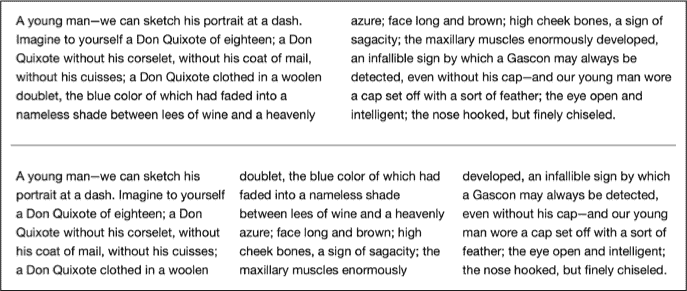 A young man—we can sketch his portrait at a dash.
Imagine to yourself a Don Quixote of eighteen; a Don
Quixote without his corselet, without his coat of mail,
without his cuisses; a Don Quixote clothed in a woolen
doublet, the blue color of which had faded into a
nameless shade between lees of wine and a heavenly
azure; face long and brown; high cheek bones, a sign of
sagacity; the maxillary muscles enormously developed,
an infallible sign by which a Gascon may always be
detected, even without his cap—and our young man wore
a cap set off with a sort of feather; the eye open and
intelligent; the nose hooked, but finely chiseled.
A young man—we can sketch his
portrait at a dash. Imagine to yourself
a Don Quixote of eighteen; a Don
Quixote without his corselet, without
his coat of mail, without his cuisses;
a Don Quixote clothed in a woolen
doublet, the blue color of which had
faded into a nameless shade
between lees of wine and a heavenly
azure; face long and brown; high
cheek bones, a sign of sagacity; the
maxillary muscles enormously
developed, an infallible sign by which
a Gascon may always be detected,
even without his cap—and our young
man wore a cap set off with a sort of
feather; the eye open and intelligent;
the nose hooked, but finely chiseled.